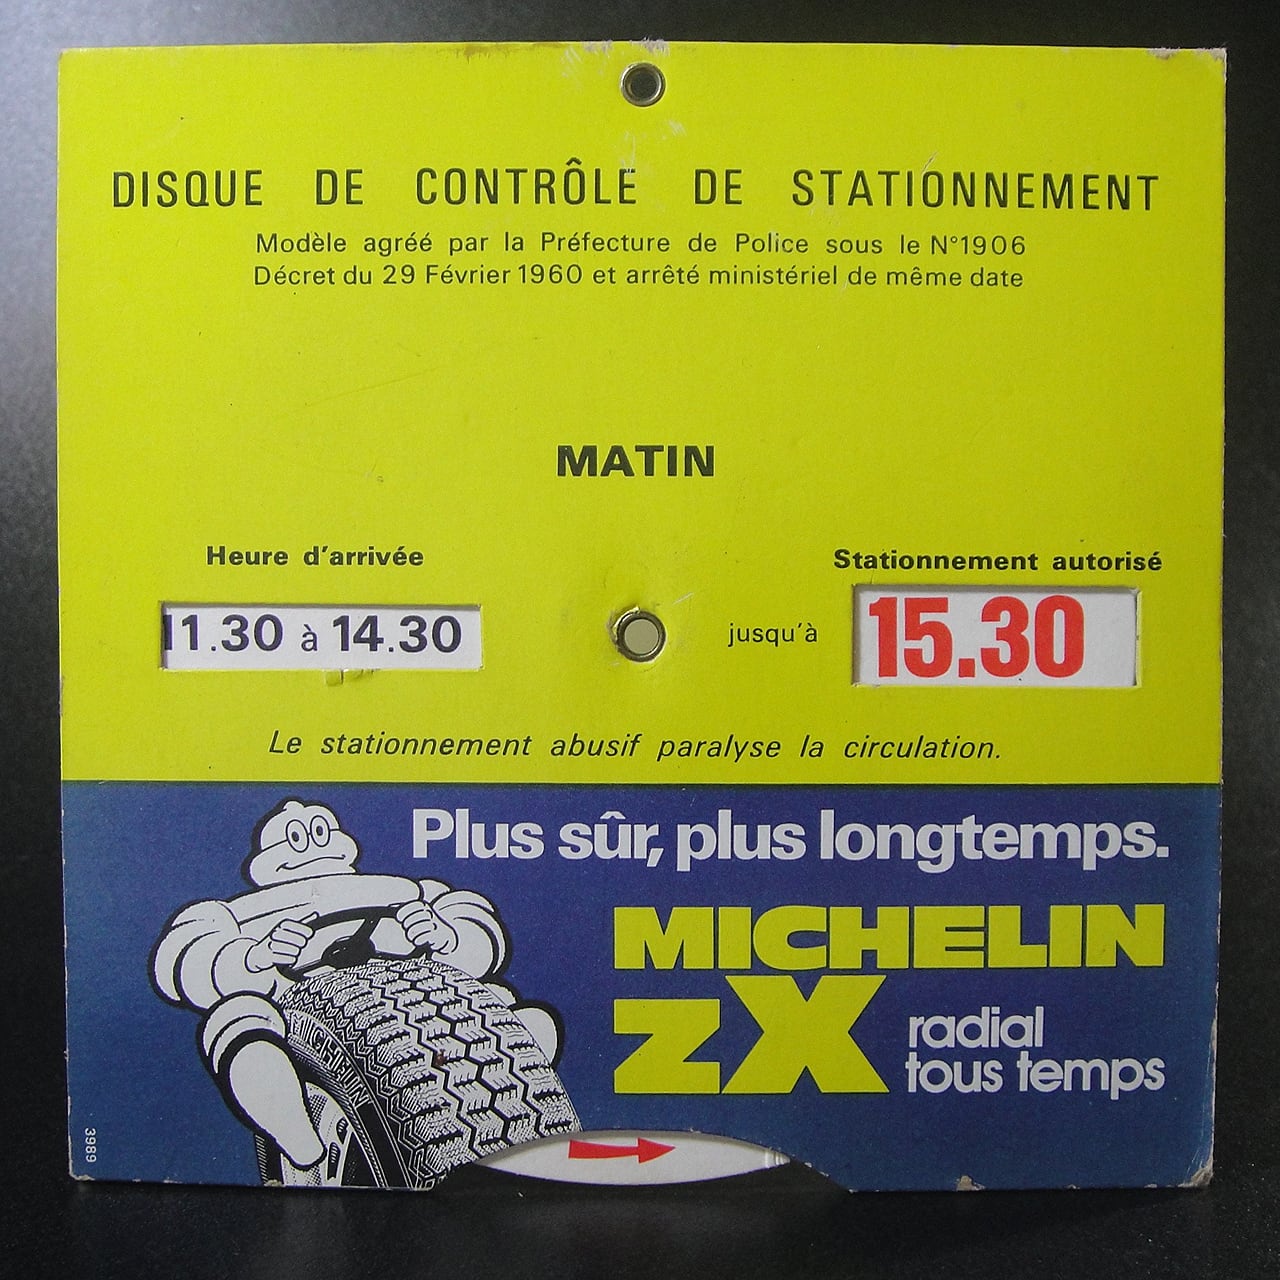 DISQUE DE CONTRÔLE DE STATIONNEMENT
Modèle agréé par la Préfecture de Police sous le N°1906
Décret du 29 Février 1960 et arrêté ministériel de même date
MATIN
Heure d'arrivée
Stationnement autorisé
11.30 à 14.30
jusqu'à
15.30
Le stationnement abusif paralyse la circulation.
Plus sûr, plus longtemps.
MICHELIN
ZX
radial
tous temps
MICHELIN
3989